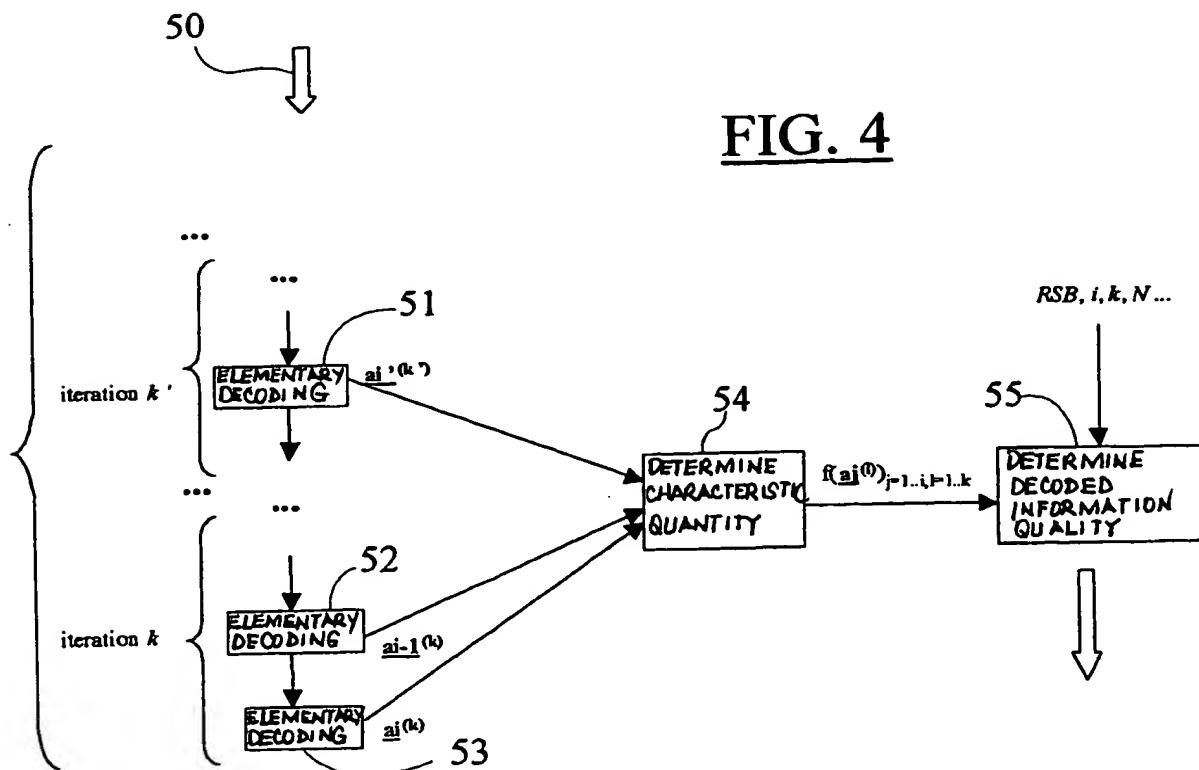 50
FIG. 4
...
...
RSB, i, k, N ...
51
iteration k'
ELEMENTARY
DECODING
ai'(k')
54
55
DETERMINE
CHARACTERISTIC
QUANTITY
f(aj(l))j=1..i,l=1..k
DETERMINE
DECODED
INFORMATION
QUALITY
...
...
52
iteration k
ELEMENTARY
DECODING
ai-1(k)
ELEMENTARY
DECODING
ai(k)
53